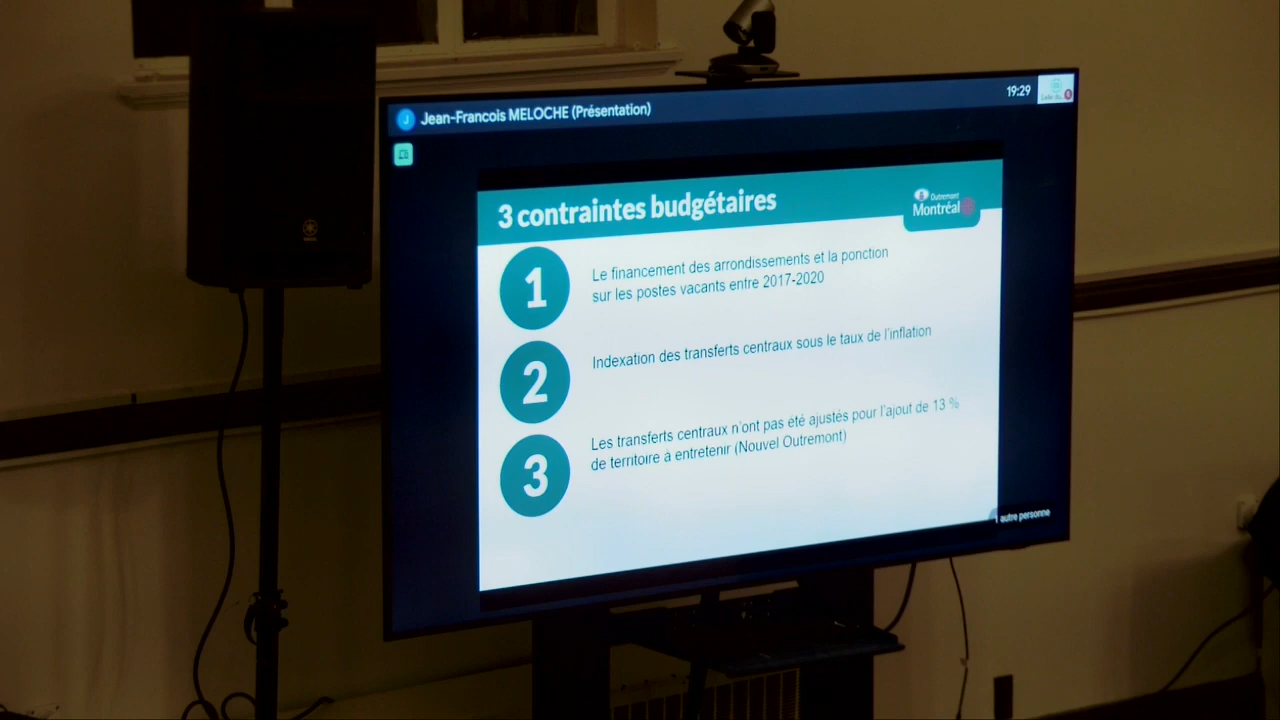 Jean-Francois MELOCHE (Présentation)
19:29
3 contraintes budgétaires
Outremont
Montréal
1
Le financement des arrondissements et la ponction
sur les postes vacants entre 2017-2020
2
Indexation des transferts centraux sous le taux de l'inflation
3
Les transferts centraux n'ont pas été ajustés pour l'ajout de 13 %
de territoire à entretenir (Nouvel Outremont)
1 autre personne